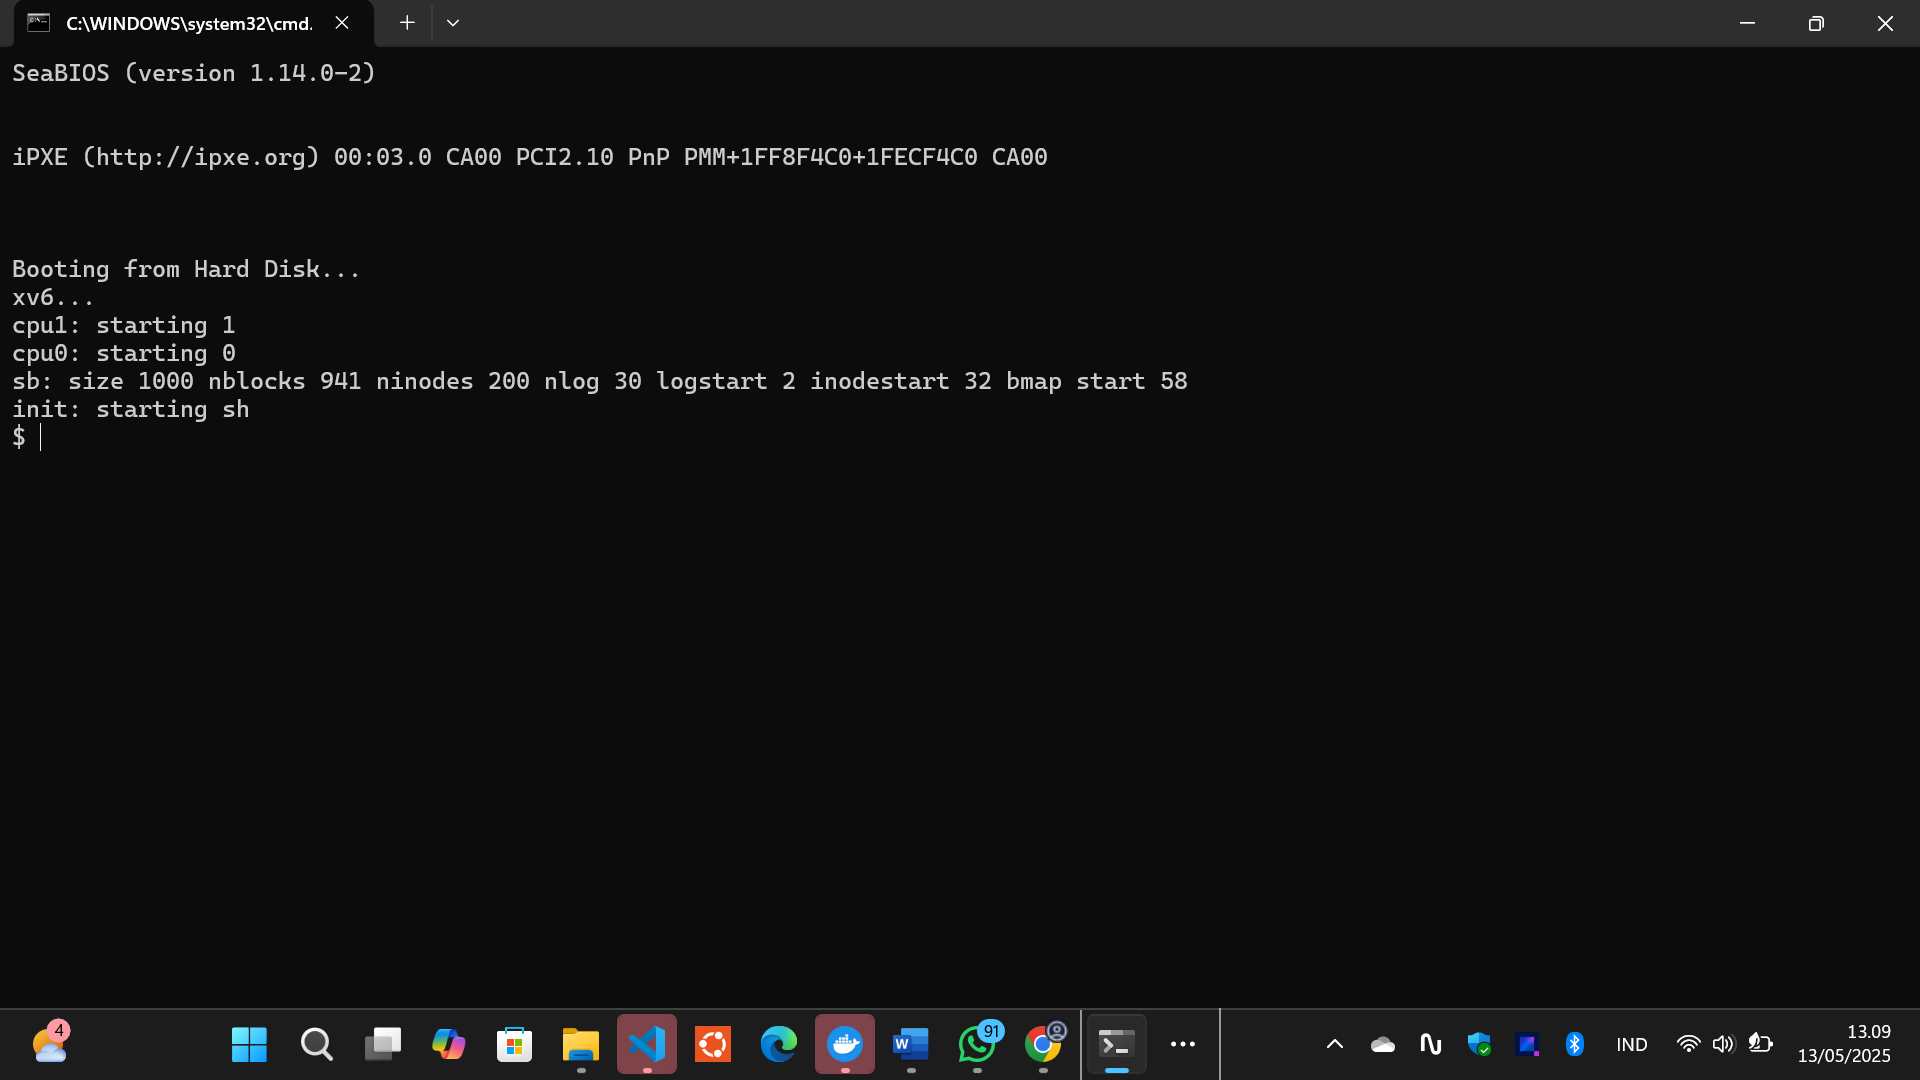 C:\WINDOWS\system32\cmd.
SeaBIOS (version 1.14.0-2)
iPXE (http://ipxe.org) 00:03.0 CA00 PCI2.10 PnP PMM+1FF8F4C0+1FECF4C0 CA00
Booting from Hard Disk...
xv6...
cpu1: starting 1
cpu0: starting 0
sb: size 1000 nblocks 941 ninodes 200 nlog 30 logstart 2 inodestart 32 bmap start 58
init: starting sh
$
4
W
91
IND
13.09
13/05/2025